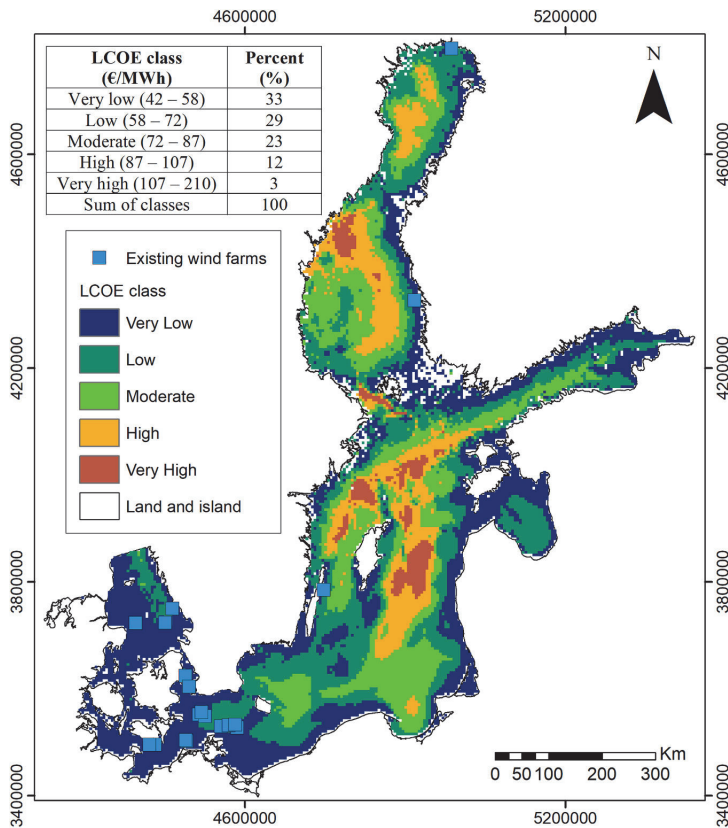 4600000 5200000
LCOE class Percent
(€/MWh) (%)
Very low (42 – 58) 33
Low (58 – 72) 29
Moderate (72 – 87) 23
High (87 – 107) 12
Very high (107 – 210) 3
Sum of classes 100
N
4600000 4600000
Existing wind farms
LCOE class
Very Low
Low
Moderate
High
Very High
Land and island
4200000 4200000
3800000 3800000
Km
0 50 100 200 300
3400000 3400000
4600000 5200000